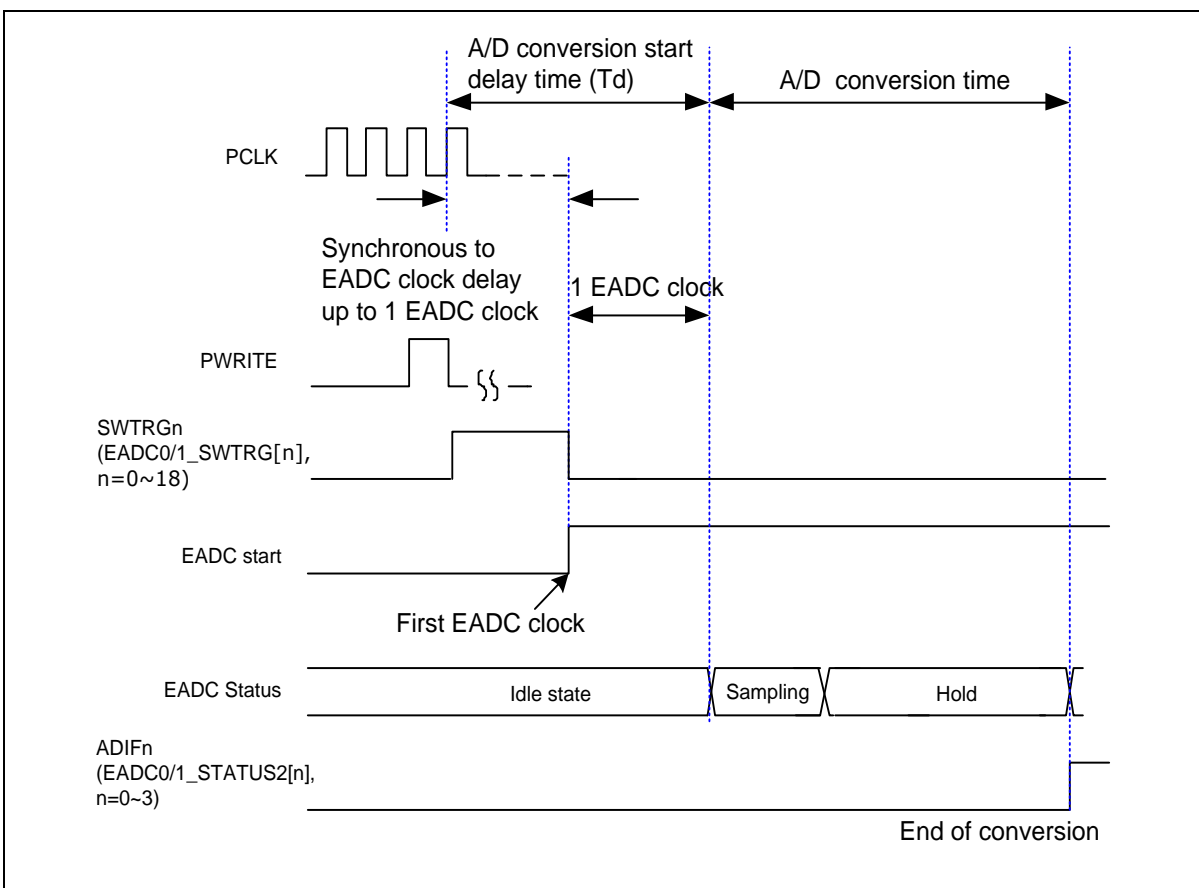 A/D conversion start
delay time (Td)
A/D conversion time
PCLK
Synchronous to
EADC clock delay
up to 1 EADC clock
1 EADC clock
PWRITE
SWTRGn
(EADC0/1_SWTRG[n],
n=0~18)
EADC start
First EADC clock
EADC Status
Idle state
Sampling
Hold
ADIFn
(EADC0/1_STATUS2[n],
n=0~3)
End of conversion